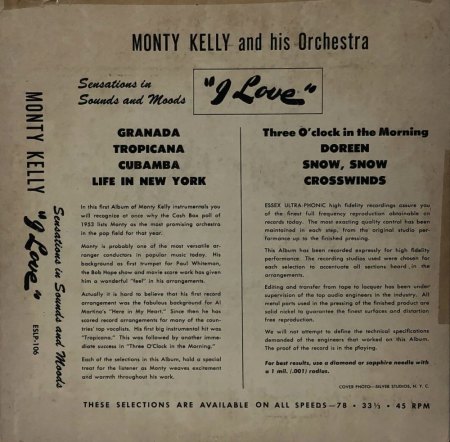 MONTY KELLY and his Orchestra
Sensations in
Sounds and Moods
"I Love"
GRANADA
TROPICANA
CUBAMBA
LIFE IN NEW YORK
In this first Album of Monty Kelly instrumentals you
will recognize at once why the Cash Box poll of
1953 lists Monty as the most promising orchestra
in the pop field for that year.
Monty is probably one of the most versatile ar-
ranger conductors in popular music today. His
background as first trumpet for Paul Whiteman,
the Bob Hope show and movie score work has given
him a wonderful "feel" in his arrangements.
Actually it is hard to believe that his first record
arrangement was the fabulous background for Al
Martino's "Here in My Heart." Since then he has
scored record arrangements for many of the coun-
tries' top vocalists. His first big instrumental hit was
"Tropicana." This was followed by another imme-
diate success in "Three O'Clock in the Morning."
Each of the selections in this Album, hold a special
treat for the listener as Monty weaves excitement
and warmth throughout his work.
Three O'clock in the Morning
DOREEN
SNOW, SNOW
CROSSWINDS
ESSEX ULTRA-PHONIC high fidelity recordings assure you
of the finest full frequency reproduction obtainable on
records today. The most exacting quality control has been
maintained in each step, from the original studio per-
formance up to the finished pressing.
This Album has been recorded expressly for high fidelity
performance. The recording studios used were chosen for
each selection to accentuate all sections heard in the
arrangements.
Editing and transfer from tape to lacquer has been under
supervision of the top audio engineers in the industry. All
metal parts used in the pressing of the finished product are
solid nickel to guarantee the finest surfaces and distortion
free reproduction.
We will not attempt to define the technical specifications
demanded of the engineers that worked on this Album.
The proof of the record is in the playing.
For best results, use a diamond or sapphire needle with
a 1 mil. (.001) radius.
COVER PHOTO—SILVER STUDIOS, N. Y. C.
THESE SELECTIONS ARE AVAILABLE ON ALL SPEEDS—78 • 33⅓ • 45 RPM
MONTY KELLY
"I Love"
Sensations in Sounds and Moods
ESLP-106